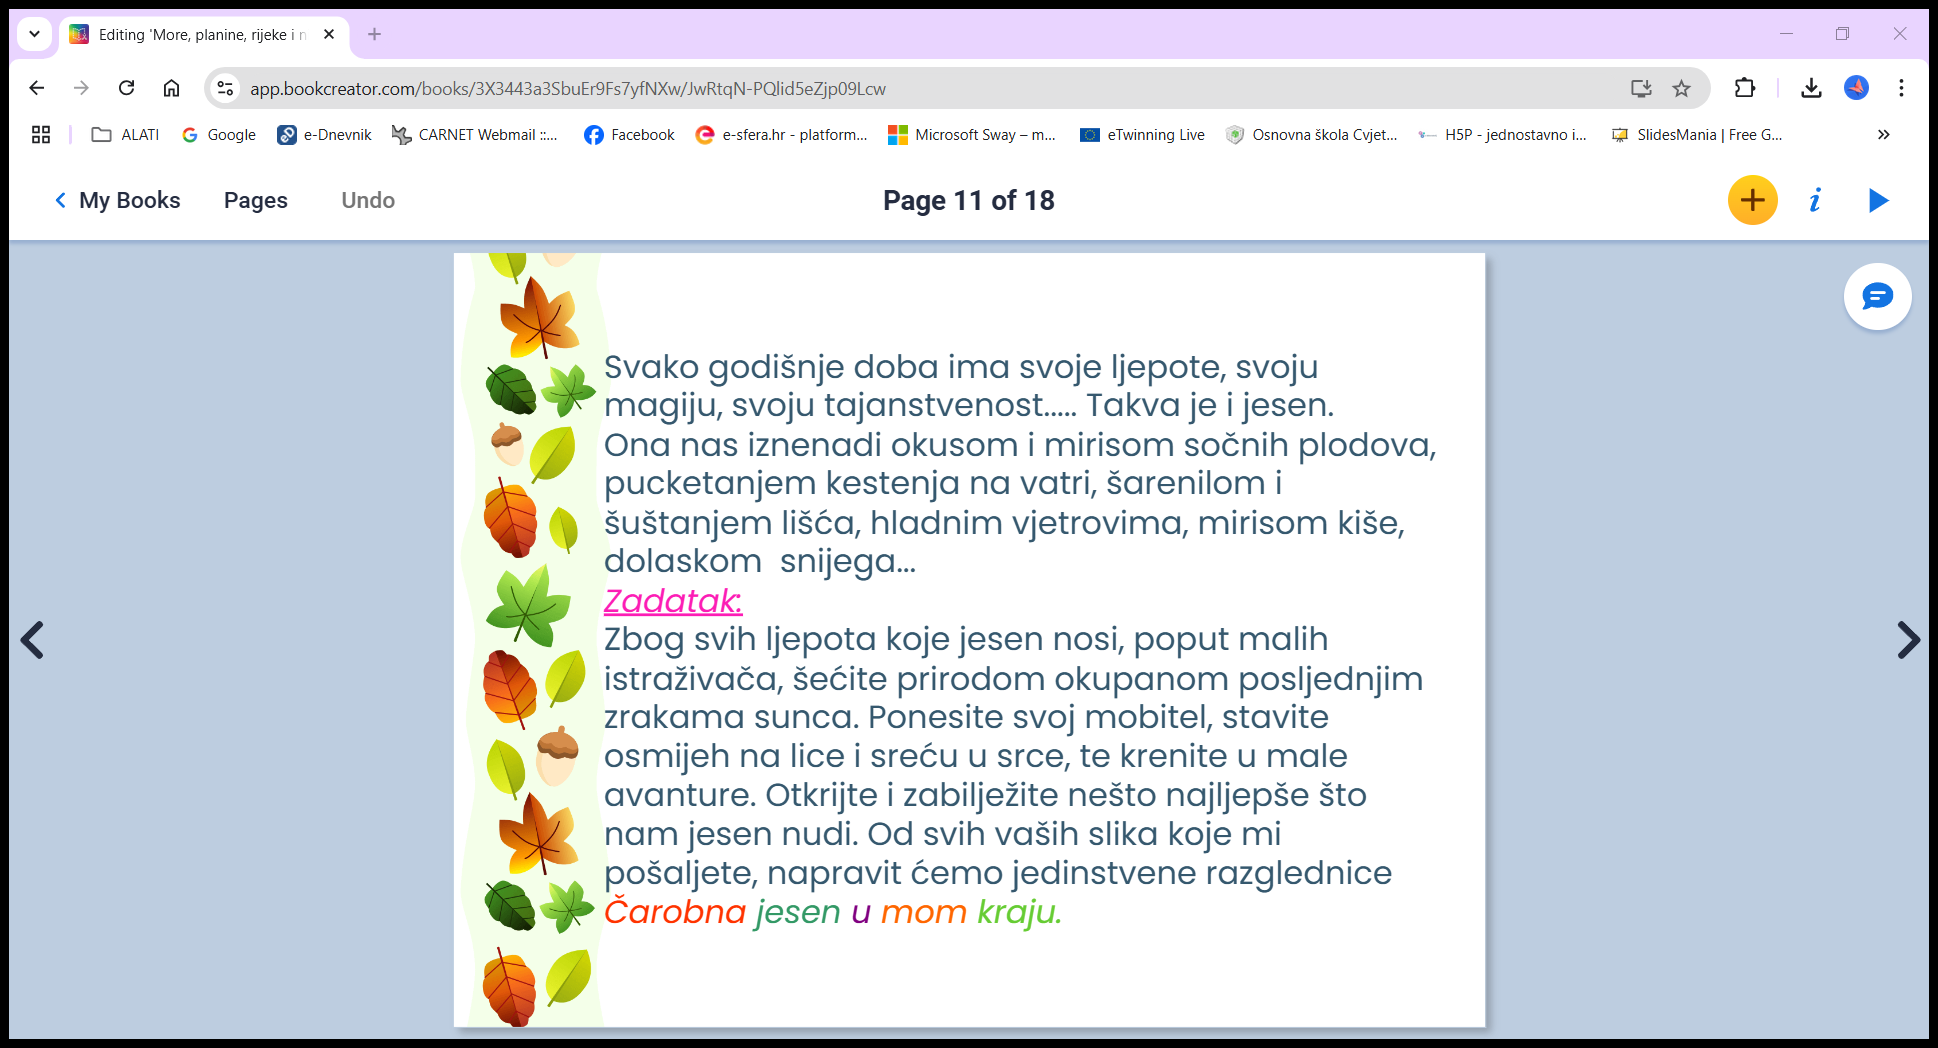 Editing 'More, planine, rijeke i n
app.bookcreator.com/books/3X3443a3SbuEr9Fs7yfNXw/JwRtqN-PQlid5eZjp09Lcw
ALATI Google e-Dnevnik CARNET Webmail ::... Facebook e-sfera.hr - platform... Microsoft Sway – m... eTwinning Live Osnovna škola Cvjet... H5P - jednostavno i... SlidesMania | Free G...
My Books Pages Undo Page 11 of 18
Svako godišnje doba ima svoje ljepote, svoju
magiju, svoju tajanstvenost..... Takva je i jesen.
Ona nas iznenadi okusom i mirisom sočnih plodova,
pucketanjem kestenja na vatri, šarenilom i
šuštanjem lišća, hladnim vjetrovima, mirisom kiše,
dolaskom  snijega...
Zadatak:
Zbog svih ljepota koje jesen nosi, poput malih
istraživača, šećite prirodom okupanom posljednjim
zrakama sunca. Ponesite svoj mobitel, stavite
osmijeh na lice i sreću u srce, te krenite u male
avanture. Otkrijte i zabilježite nešto najljepše što
nam jesen nudi. Od svih vaših slika koje mi
pošaljete, napravit ćemo jedinstvene razglednice
Čarobna jesen u mom kraju.